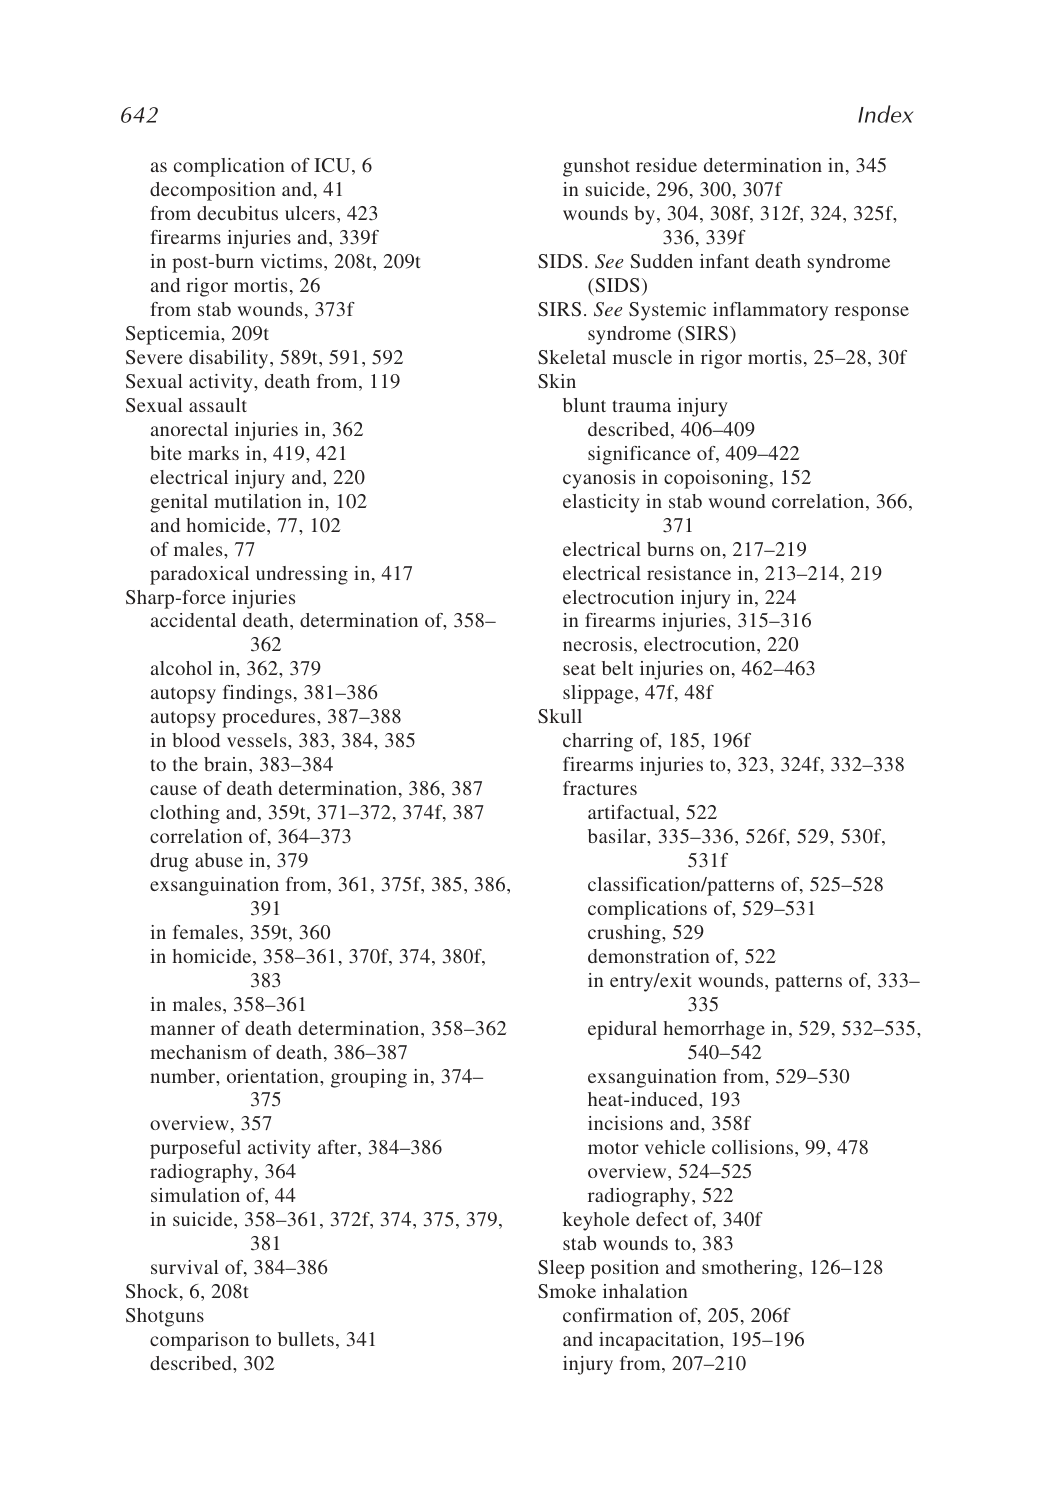 642
Index
as complication of ICU, 6
decomposition and, 41
from decubitus ulcers, 423
firearms injuries and, 339f
in post-burn victims, 208t, 209t
and rigor mortis, 26
from stab wounds, 373f
Septicemia, 209t
Severe disability, 589t, 591, 592
Sexual activity, death from, 119
Sexual assault
anorectal injuries in, 362
bite marks in, 419, 421
electrical injury and, 220
genital mutilation in, 102
and homicide, 77, 102
of males, 77
paradoxical undressing in, 417
Sharp-force injuries
accidental death, determination of, 358–
362
alcohol in, 362, 379
autopsy findings, 381–386
autopsy procedures, 387–388
in blood vessels, 383, 384, 385
to the brain, 383–384
cause of death determination, 386, 387
clothing and, 359t, 371–372, 374f, 387
correlation of, 364–373
drug abuse in, 379
exsanguination from, 361, 375f, 385, 386,
391
in females, 359t, 360
in homicide, 358–361, 370f, 374, 380f,
383
in males, 358–361
manner of death determination, 358–362
mechanism of death, 386–387
number, orientation, grouping in, 374–
375
overview, 357
purposeful activity after, 384–386
radiography, 364
simulation of, 44
in suicide, 358–361, 372f, 374, 375, 379,
381
survival of, 384–386
Shock, 6, 208t
Shotguns
comparison to bullets, 341
described, 302
gunshot residue determination in, 345
in suicide, 296, 300, 307f
wounds by, 304, 308f, 312f, 324, 325f,
336, 339f
SIDS. See Sudden infant death syndrome
(SIDS)
SIRS. See Systemic inflammatory response
syndrome (SIRS)
Skeletal muscle in rigor mortis, 25–28, 30f
Skin
blunt trauma injury
described, 406–409
significance of, 409–422
cyanosis in copoisoning, 152
elasticity in stab wound correlation, 366,
371
electrical burns on, 217–219
electrical resistance in, 213–214, 219
electrocution injury in, 224
in firearms injuries, 315–316
necrosis, electrocution, 220
seat belt injuries on, 462–463
slippage, 47f, 48f
Skull
charring of, 185, 196f
firearms injuries to, 323, 324f, 332–338
fractures
artifactual, 522
basilar, 335–336, 526f, 529, 530f,
531f
classification/patterns of, 525–528
complications of, 529–531
crushing, 529
demonstration of, 522
in entry/exit wounds, patterns of, 333–
335
epidural hemorrhage in, 529, 532–535,
540–542
exsanguination from, 529–530
heat-induced, 193
incisions and, 358f
motor vehicle collisions, 99, 478
overview, 524–525
radiography, 522
keyhole defect of, 340f
stab wounds to, 383
Sleep position and smothering, 126–128
Smoke inhalation
confirmation of, 205, 206f
and incapacitation, 195–196
injury from, 207–210